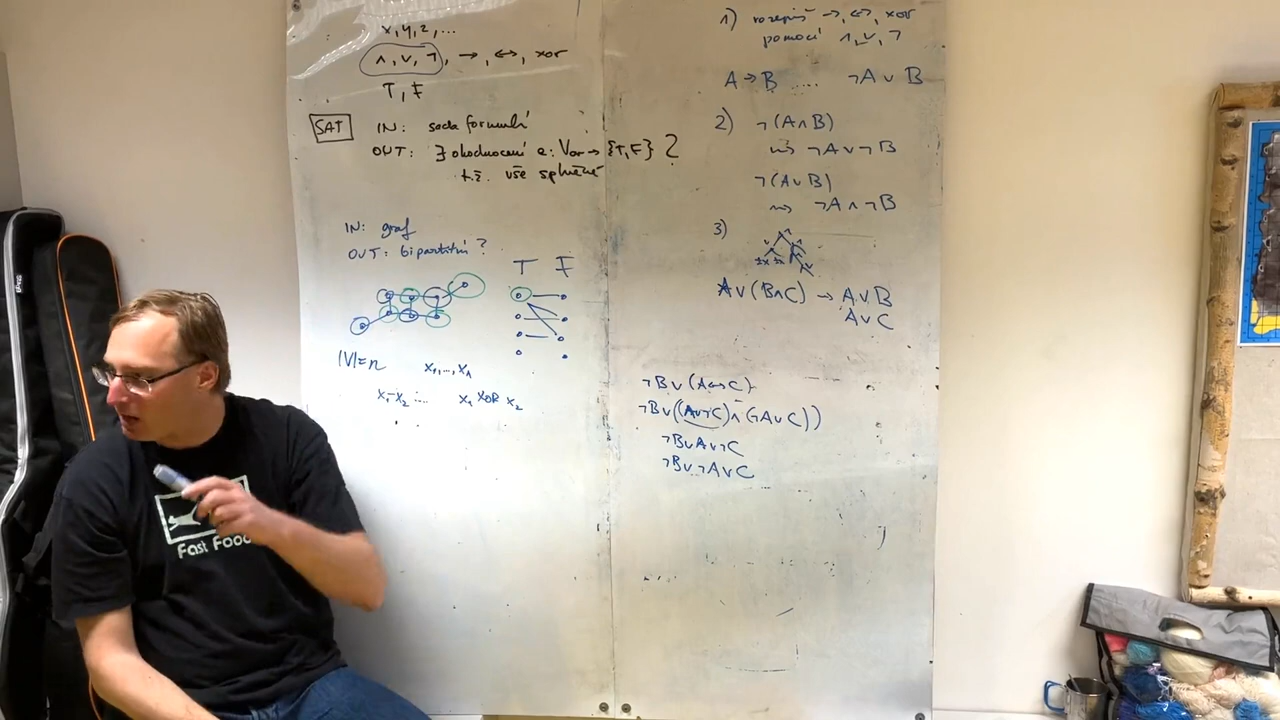 x, y, z, ...
∧, ∨, ¬, →, ↔, xor
T, F
SAT IN: sada formulí
OUT: ∃ ohodnocení e: Var → {T, F} ?
t.ž. vše splněné
IN: graf
OUT: bipartitní?
T F
|V|=n x₁,...,xₙ
x₁-x₂ .... x₁ XOR x₂
1) rozepiš →, ↔, xor
pomocí ∧, ∨, ¬
A → B .... ¬A ∨ B
2) ¬(A∧B)
⇝ ¬A ∨ ¬B
¬(A∨B)
⇝ ¬A ∧ ¬B
3)
A∨(B∧C) → A∨B
A∨C
¬B∨(A↔C)
¬B∨((A∨¬C)∧(¬A∨C))
¬B∨A∨¬C
¬B∨¬A∨C
Fast Food